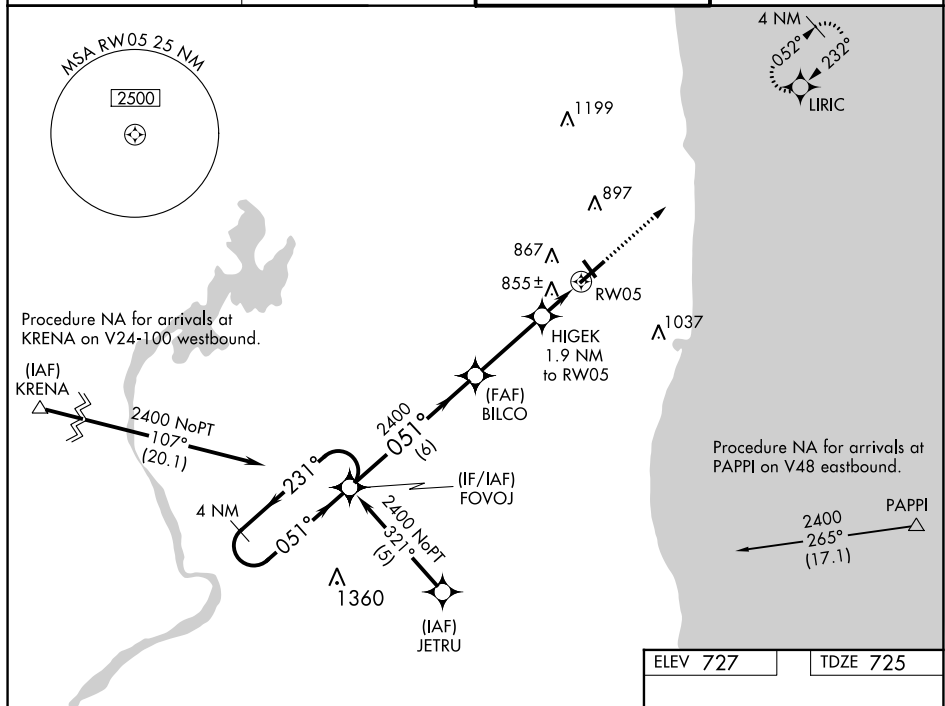 MSA RW05 25 NM
2500
4 NM
052°
232°
LIRIC
1199
897
867
855±
RW05
1037
HIGEK
1.9 NM
to RW05
Procedure NA for arrivals at
KRENA on V24-100 westbound.
(IAF)
KRENA
2400 NoPT
107°
(20.1)
(FAF)
BILCO
2400
051°
(6)
231°
4 NM
051°
(IF/IAF)
FOVOJ
2400 NoPT
321°
(5)
1360
(IAF)
JETRU
Procedure NA for arrivals at
PAPPI on V48 eastbound.
PAPPI
2400
265°
(17.1)
ELEV 727
TDZE 725